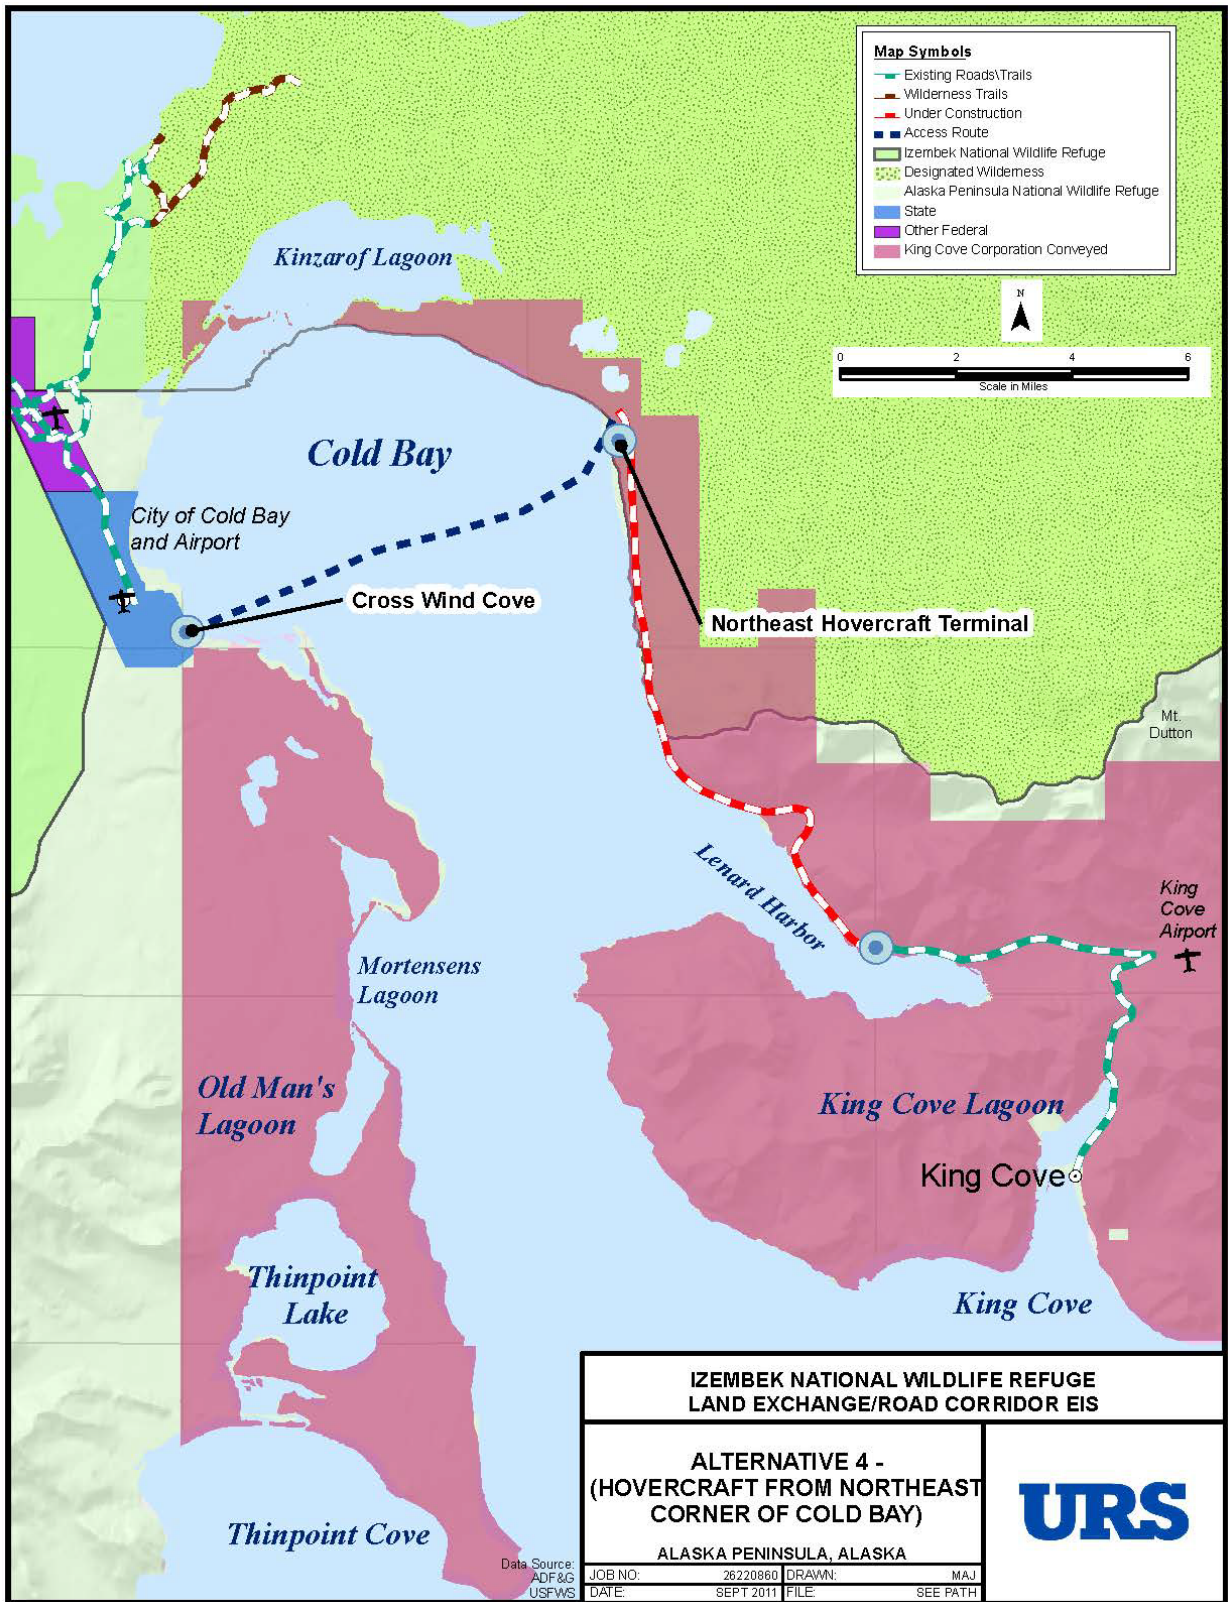 Map Symbols
Existing Roads\Trails
Wilderness Trails
Under Construction
Access Route
Izembek National Wildlife Refuge
Designated Wilderness
Alaska Peninsula National Wildlife Refuge
State
Other Federal
King Cove Corporation Conveyed
N
0 2 4 6
Scale in Miles
Kinzarof Lagoon
Cold Bay
City of Cold Bay
and Airport
Cross Wind Cove
Northeast Hovercraft Terminal
Mt.
Dutton
Lenard Harbor
King
Cove
Airport
Mortensens
Lagoon
Old Man's
Lagoon
King Cove Lagoon
King Cove
Thinpoint
Lake
King Cove
Thinpoint Cove
Data Source:
ADF&G
USFWS
IZEMBEK NATIONAL WILDLIFE REFUGE
LAND EXCHANGE/ROAD CORRIDOR EIS
ALTERNATIVE 4 -
(HOVERCRAFT FROM NORTHEAST
CORNER OF COLD BAY)
ALASKA PENINSULA, ALASKA
JOB NO: 26220860 DRAWN: MAJ
DATE: SEPT 2011 FILE: SEE PATH
URS